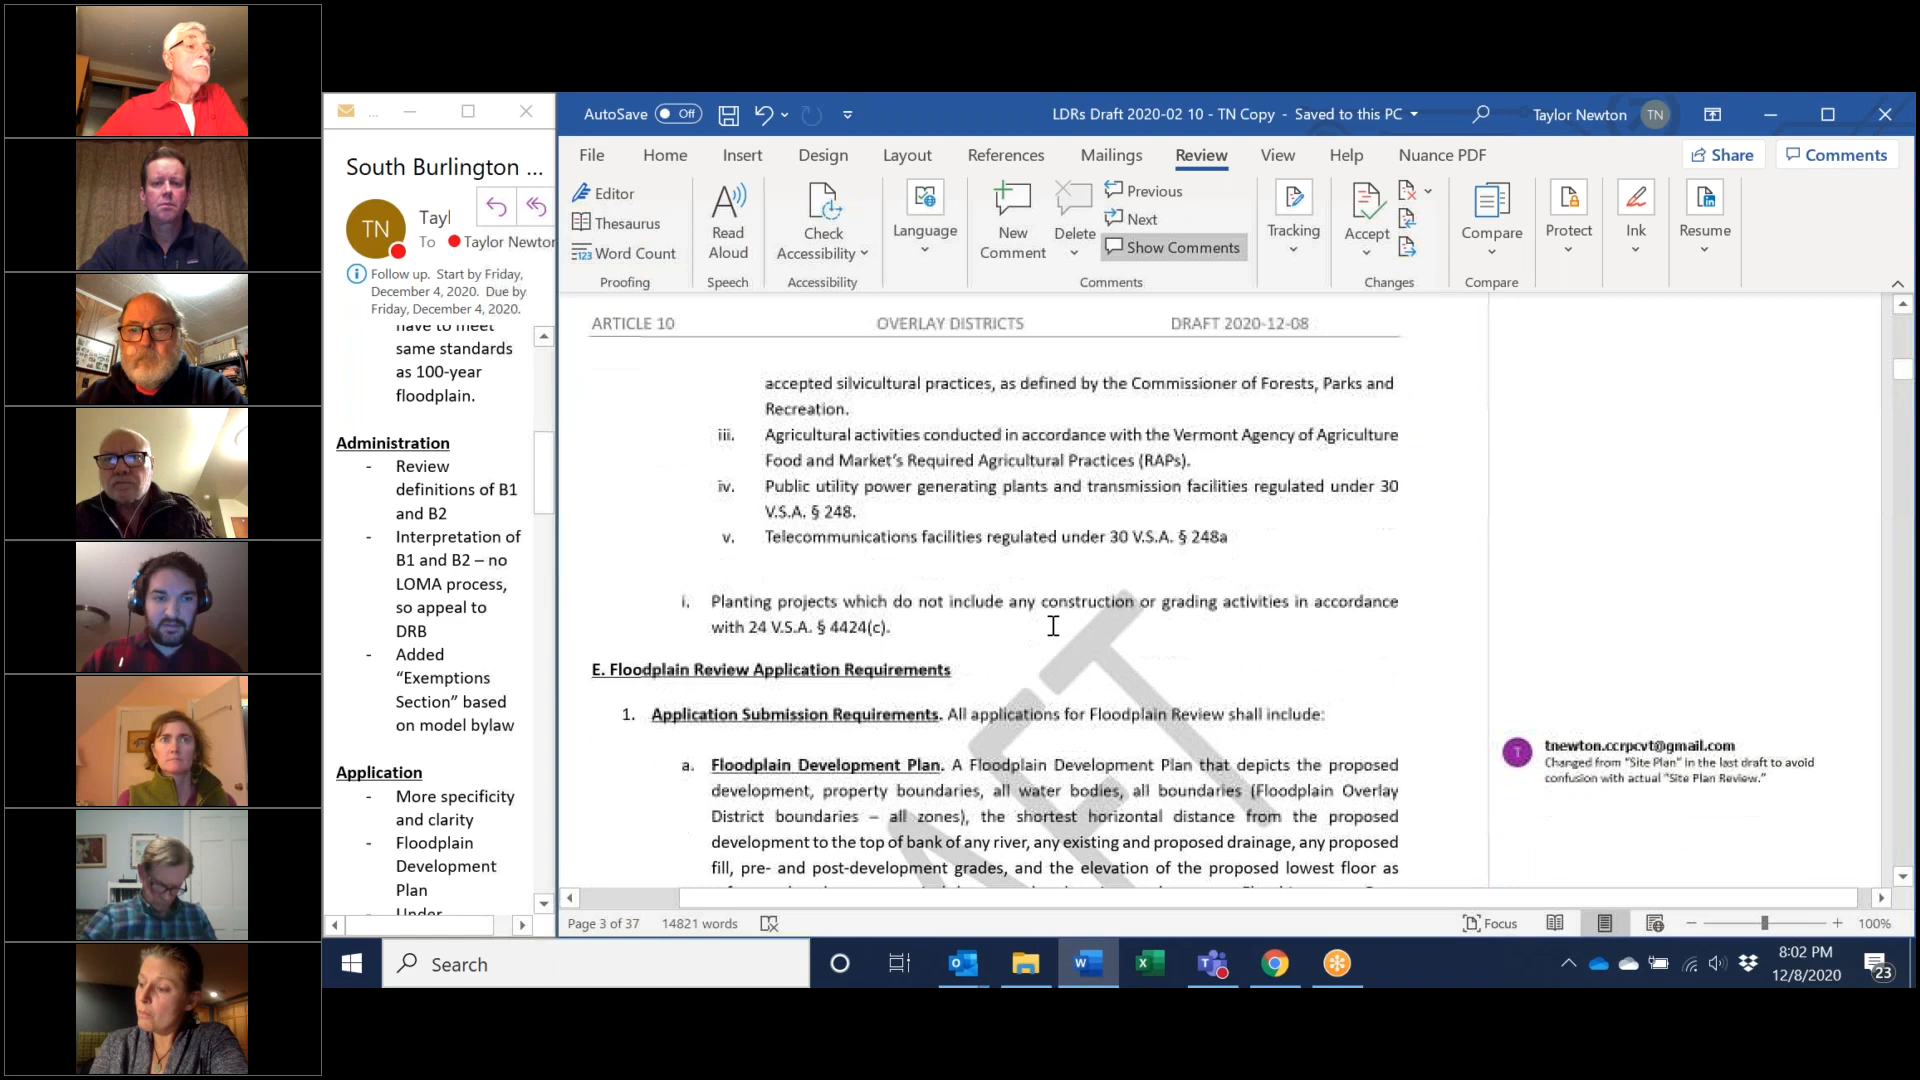 ...
South Burlington ...
TN
Tayl
To Taylor Newton
Follow up. Start by Friday,
December 4, 2020. Due by
Friday, December 4, 2020.
have to meet
same standards
as 100-year
floodplain.
Administration
- Review
definitions of B1
and B2
- Interpretation of
B1 and B2 – no
LOMA process,
so appeal to
DRB
- Added
“Exemptions
Section” based
on model bylaw
Application
- More specificity
and clarity
- Floodplain
Development
Plan
- Under
AutoSave Off
LDRs Draft 2020-02 10 - TN Copy - Saved to this PC
Taylor Newton TN
File Home Insert Design Layout References Mailings Review View Help Nuance PDF
Share Comments
Editor
Thesaurus
123 Word Count
Proofing
Read
Aloud
Speech
Check
Accessibility
Accessibility
Language
New
Comment
Delete
Previous
Next
Show Comments
Comments
Tracking
Accept
Changes
Compare
Compare
Protect
Ink
Resume
ARTICLE 10 OVERLAY DISTRICTS DRAFT 2020-12-08
accepted silvicultural practices, as defined by the Commissioner of Forests, Parks and
Recreation.
iii. Agricultural activities conducted in accordance with the Vermont Agency of Agriculture
Food and Market’s Required Agricultural Practices (RAPs).
iv. Public utility power generating plants and transmission facilities regulated under 30
V.S.A. § 248.
v. Telecommunications facilities regulated under 30 V.S.A. § 248a
i. Planting projects which do not include any construction or grading activities in accordance
with 24 V.S.A. § 4424(c).
E. Floodplain Review Application Requirements
1. Application Submission Requirements. All applications for Floodplain Review shall include:
a. Floodplain Development Plan. A Floodplain Development Plan that depicts the proposed
development, property boundaries, all water bodies, all boundaries (Floodplain Overlay
District boundaries – all zones), the shortest horizontal distance from the proposed
development to the top of bank of any river, any existing and proposed drainage, any proposed
fill, pre- and post-development grades, and the elevation of the proposed lowest floor as
T
tnewton.ccrpcvt@gmail.com
Changed from “Site Plan” in the last draft to avoid
confusion with actual “Site Plan Review.”
Page 3 of 37 14821 words
Focus
100%
Search
8:02 PM
12/8/2020
23